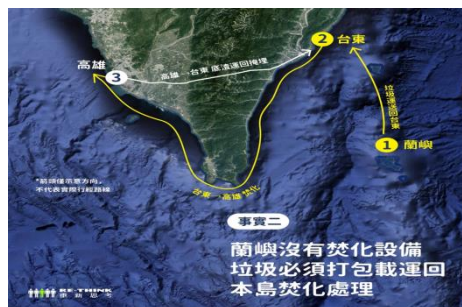 高雄
3
高雄→台東 底渣運回掩埋
2 台東
垃圾運送回台東
1 蘭嶼
台東→高雄 焚化
*箭頭僅示意方向,
不代表實際行經路線
事實二
蘭嶼沒有焚化設備
垃圾必須打包載運回
本島焚化處理
RE-THINK
重新思考